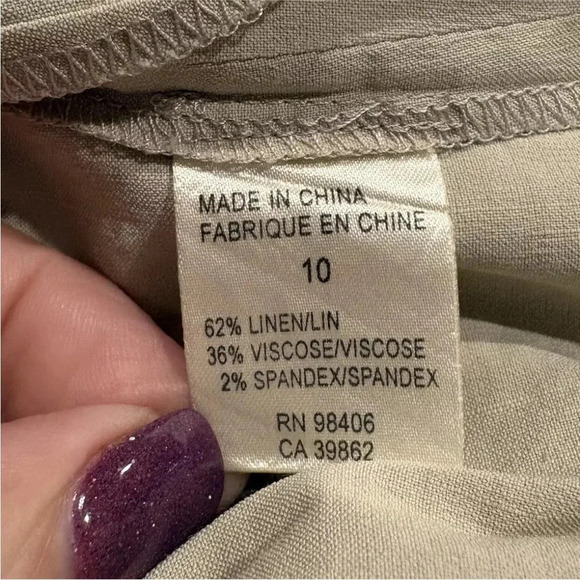 MADE IN CHINA
FABRIQUE EN CHINE
10
62% LINEN/LIN
36% VISCOSE/VISCOSE
2% SPANDEX/SPANDEX
RN 98406
CA 39862